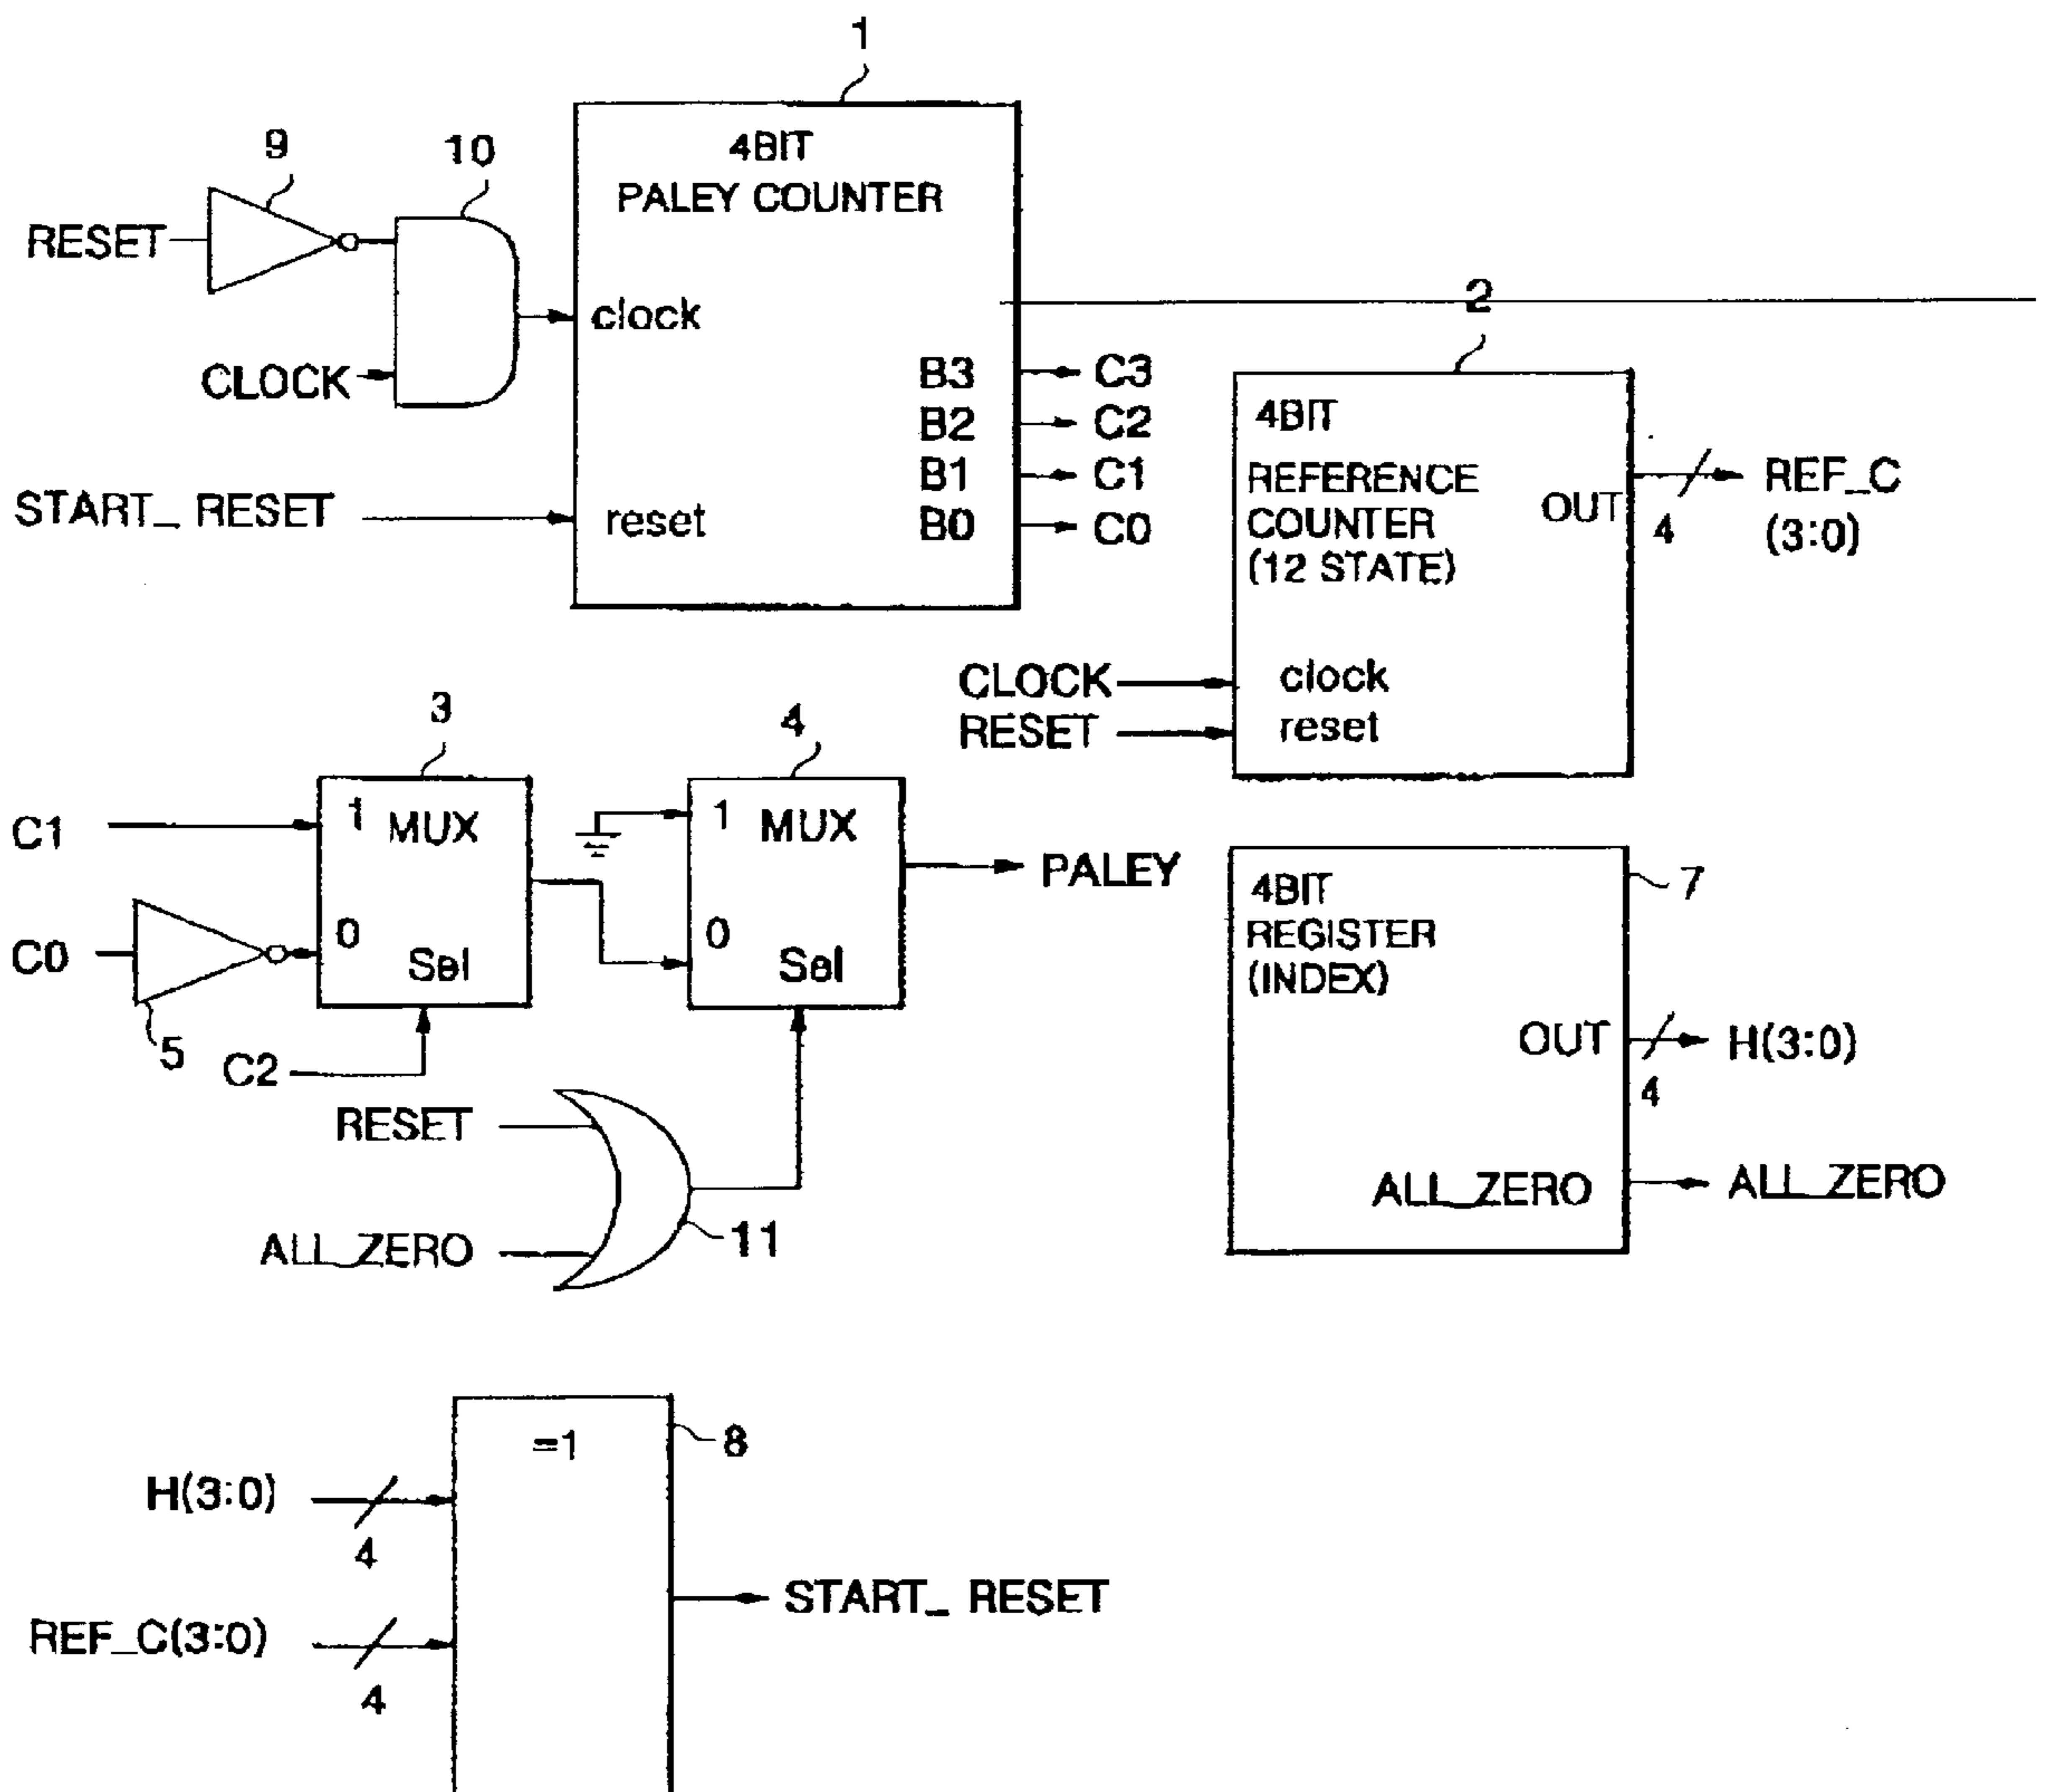 1
9
10
4BIT
PALEY COUNTER
RESET
clock
CLOCK
START_ RESET
reset
B3
C3
B2
C2
B1
C1
B0
C0
2
4BIT
REFERENCE
COUNTER
(12 STATE)
OUT
4
REF_C
(3:0)
CLOCK
clock
RESET
reset
3
4
C1
1
MUX
C0
0
Sel
5
C2
1
MUX
0
Sel
PALEY
RESET
ALL_ZERO
11
7
4BIT
REGISTER
(INDEX)
OUT
4
H(3:0)
ALL_ZERO
ALL_ZERO
=1
8
H(3:0)
4
REF_C(3:0)
4
START_ RESET